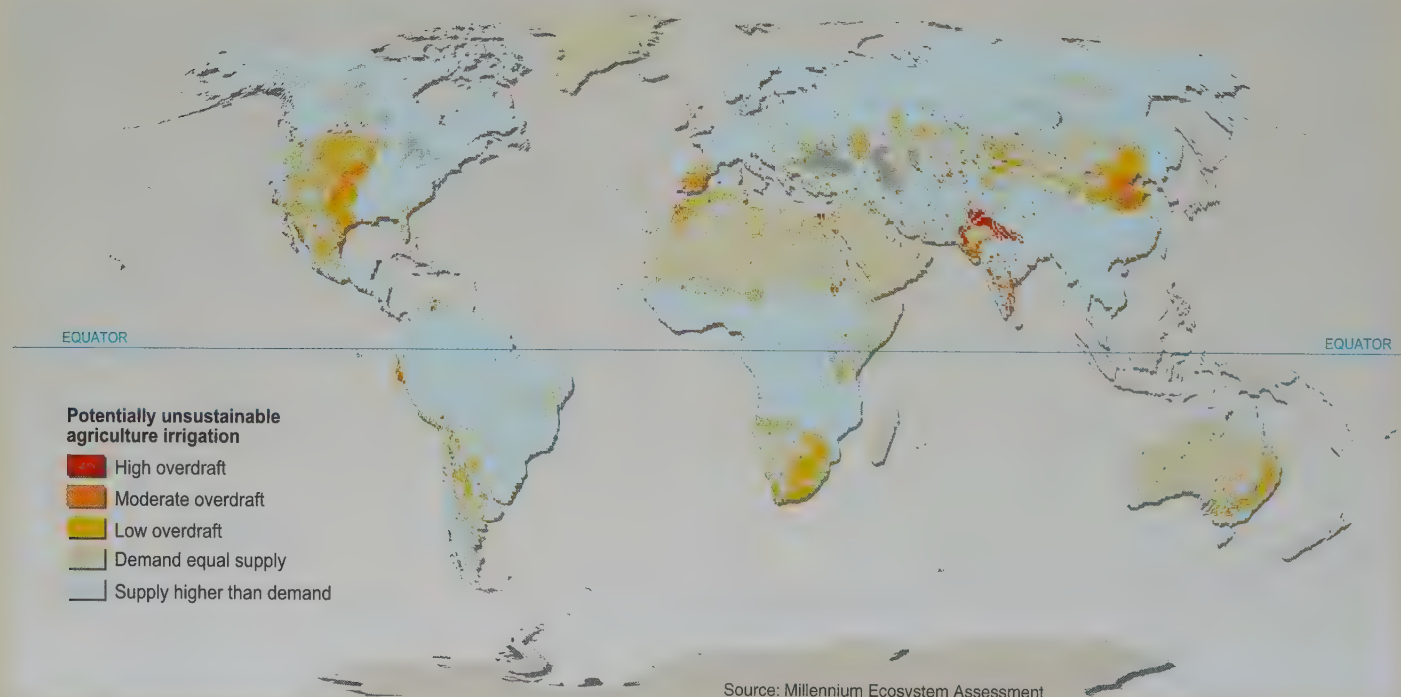 EQUATOR
EQUATOR
Potentially unsustainable
agriculture irrigation
High overdraft
Moderate overdraft
Low overdraft
Demand equal supply
Supply higher than demand
Source: Millennium Ecosystem Assessment